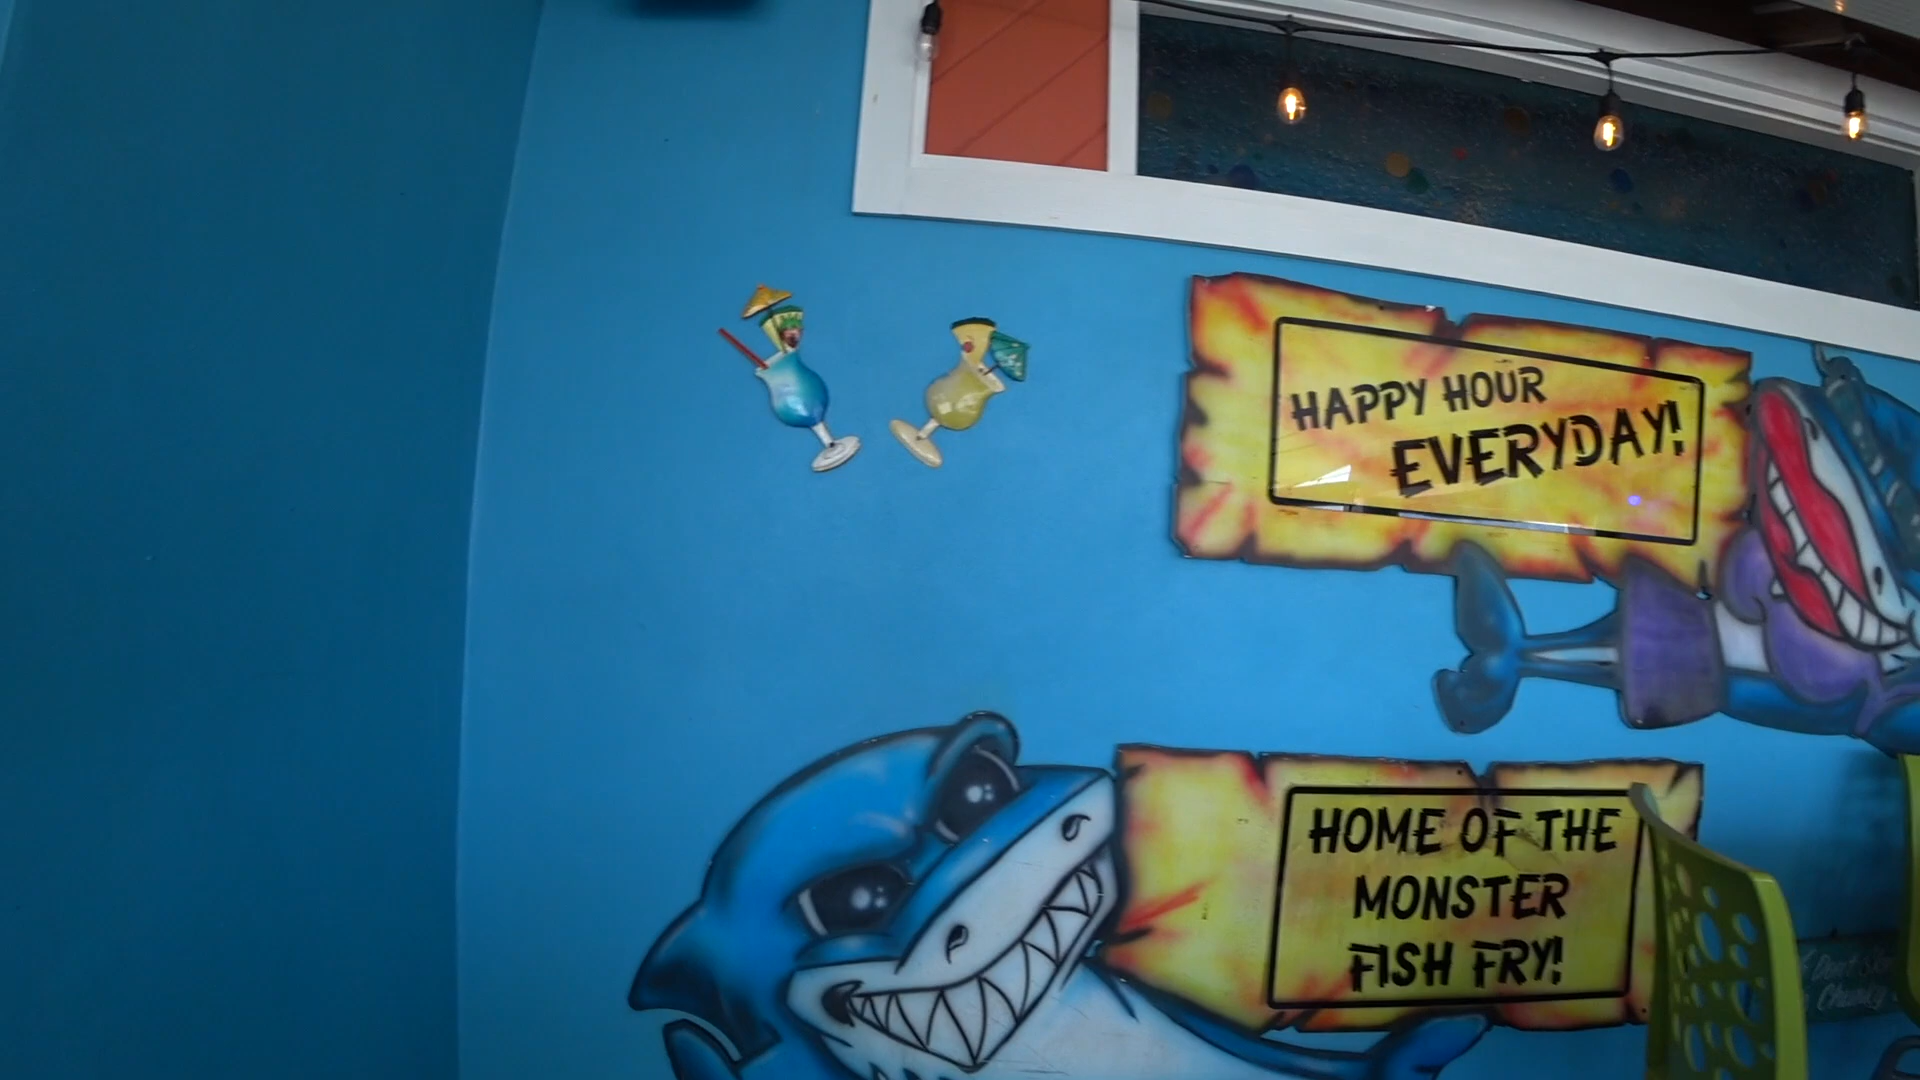 HAPPY HOUR
EVERYDAY!
HOME OF THE
MONSTER
FISH FRY!